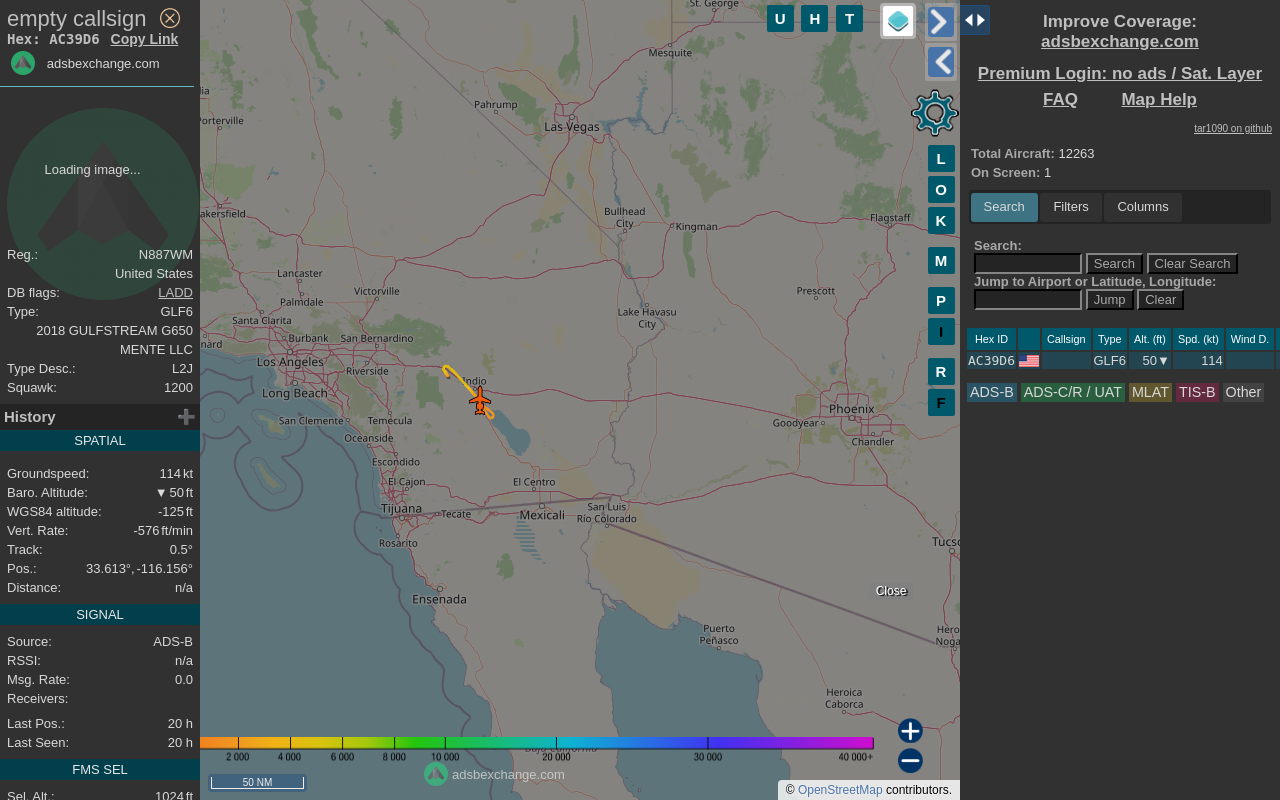 empty callsign
Hex: AC39D6 Copy Link
adsbexchange.com
Loading image...
Reg.: N887WM
United States
DB flags: LADD
Type: GLF6
2018 GULFSTREAM G650
MENTE LLC
Type Desc.: L2J
Squawk: 1200
History
SPATIAL
Groundspeed: 114 kt
Baro. Altitude: ▼ 50 ft
WGS84 altitude: -125 ft
Vert. Rate: -576 ft/min
Track: 0.5°
Pos.: 33.613°, -116.156°
Distance: n/a
SIGNAL
Source: ADS-B
RSSI: n/a
Msg. Rate: 0.0
Receivers:
Last Pos.: 20 h
Last Seen: 20 h
FMS SEL
Sel. Alt.: 1024 ft
St. George
Mesquite
Pahrump
Las Vegas
Porterville
Bullhead
City
Kingman
Flagstaff
akersfield
Lancaster
Palmdale
Victorville
Prescott
Lake Havasu
City
Santa Clarita
Burbank
San Bernardino
nard
Los Angeles
Riverside
Indio
Long Beach
Phoenix
Goodyear
Chandler
San Clemente
Temecula
Oceanside
Escondido
El Cajon
El Centro
San Luis
Río Colorado
Tijuana
Tecate
Mexicali
Rosarito
Tucso
Ensenada
Puerto
Peñasco
Hero
Noga
Heroica
Caborca
Baja California
U H T
L
O
K
M
P
I
R
F
Close
2 000 4 000 6 000 8 000 10 000 20 000 30 000 40 000+
50 NM
adsbexchange.com
© OpenStreetMap contributors.
Improve Coverage:
adsbexchange.com
Premium Login: no ads / Sat. Layer
FAQ Map Help
tar1090 on github
Total Aircraft: 12263
On Screen: 1
Search Filters Columns
Search:
Search Clear Search
Jump to Airport or Latitude, Longitude:
Jump Clear
Hex ID Callsign Type Alt. (ft) Spd. (kt) Wind D.
AC39D6 GLF6 50▼ 114
ADS-B ADS-C/R / UAT MLAT TIS-B Other